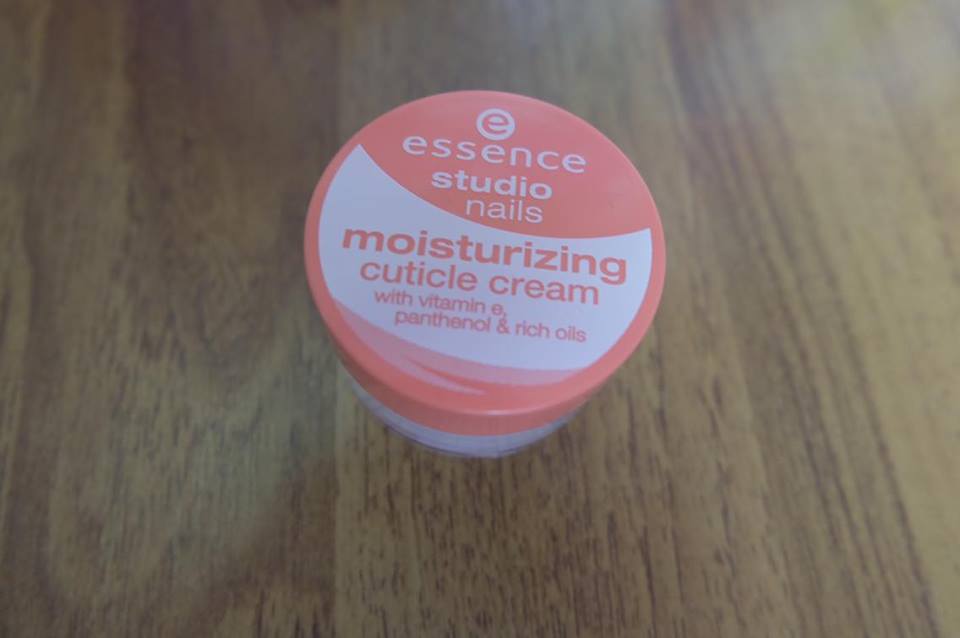 e
essence
studio
nails
moisturizing
cuticle cream
with vitamin e,
panthenol & rich oils